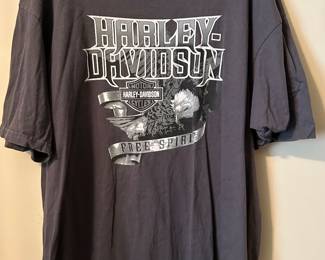 HARLEY-
DAVIDSON
MOTOR
HARLEY-DAVIDSON
CYCLES
FREE SPIRIT